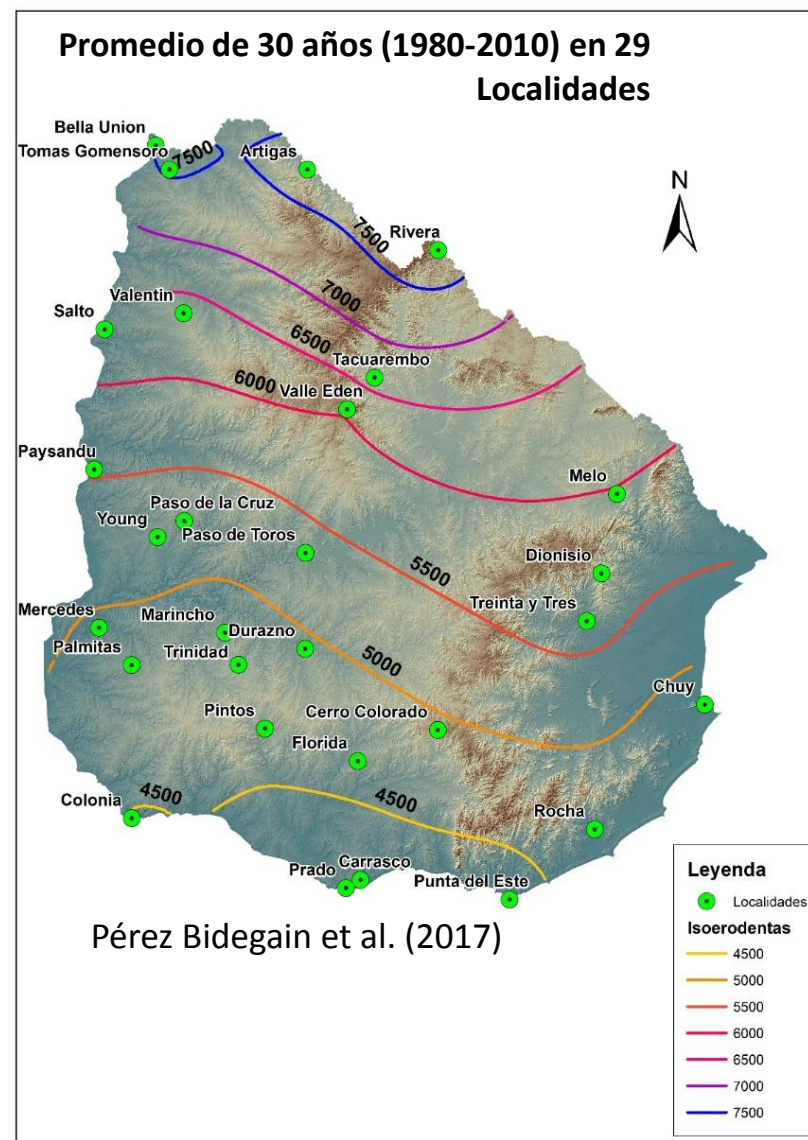 Promedio de 30 años (1980-2010) en 29
Localidades
Bella Union
Tomas Gomensoro
7500
Artigas
N
7500
Rivera
7000
Valentin
Salto
6500
Tacuarembo
6000
Valle Eden
Paysandu
Melo
Paso de la Cruz
Young
Paso de Toros
5500
Dionisio
Treinta y Tres
Mercedes
Marincho
Durazno
Palmitas
Trinidad
5000
Chuy
Pintos
Cerro Colorado
Florida
Colonia
4500
4500
Rocha
Prado
Carrasco
Punta del Este
Pérez Bidegain et al. (2017)
Leyenda
Localidades
Isoerodentas
4500
5000
5500
6000
6500
7000
7500